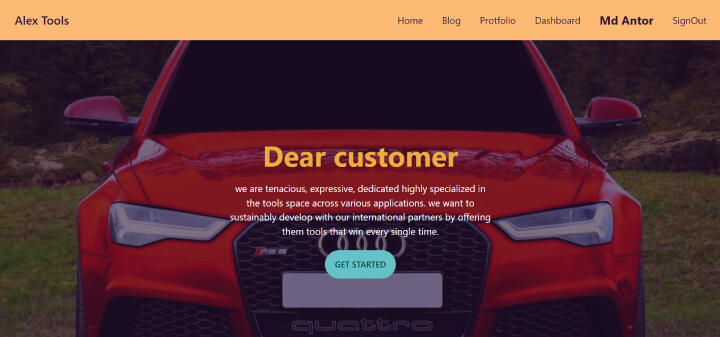 Alex Tools
Home Blog Protfolio Dashboard Md Antor SignOut
Dear customer
we are tenacious, expressive, dedicated highly specialized in
the tools space across various applications. we want to
sustainably develop with our international partners by offering
them tools that win every single time.
GET STARTED
quattro